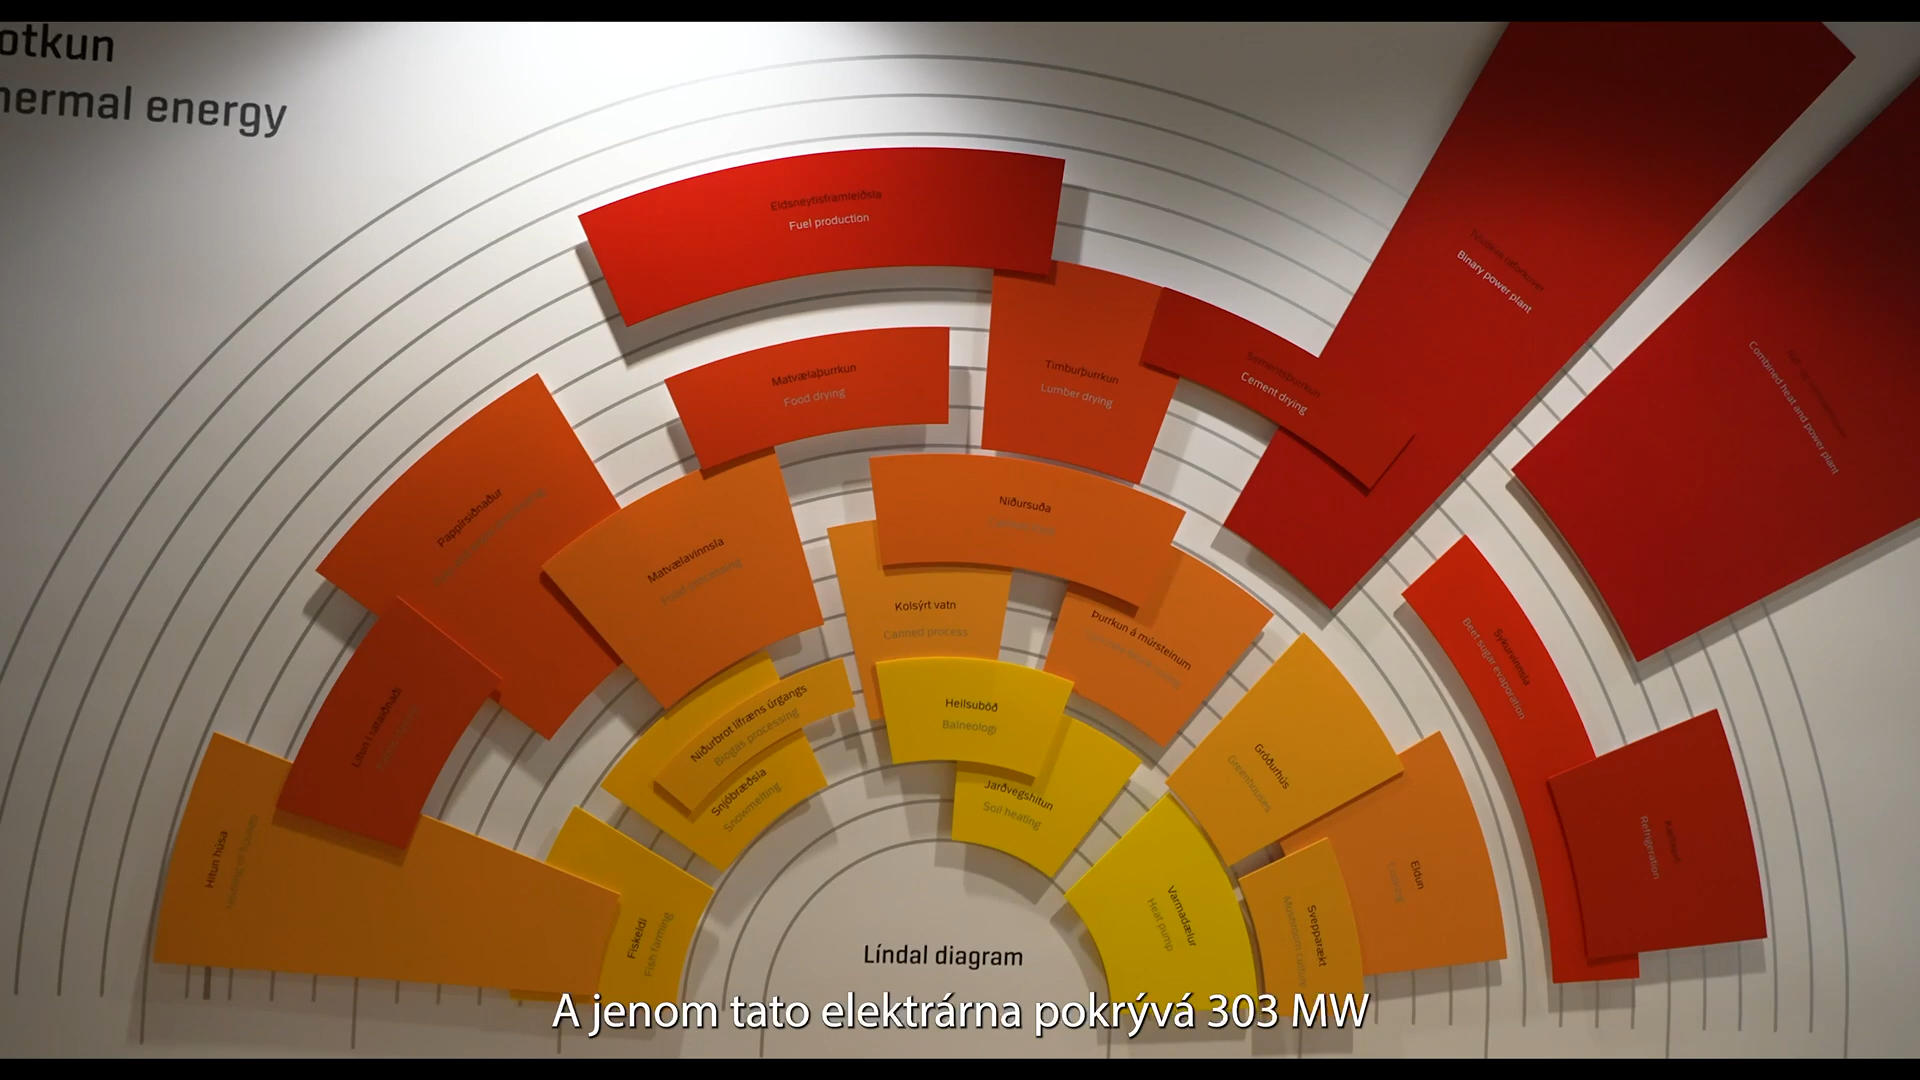 otkun
hermal energy
Eldsneytisframleiðsla
Fuel production
Matvælaþurrkun
Food drying
Timburþurrkun
Lumber drying
Sementsþurrkun
Cement drying
Binary power plant
Combined heat and power plant
Pappírsiðnaður
Matvælavinnsla
Food processing
Niðursuða
Kolsýrt vatn
Canned process
Þurrkun á múrsteinum
Niðurbrot lífræns úrgangs
Biogas processing
Snjóbræðsla
Snowmelting
Heilsuböð
Balneologi
Jarðvegshitun
Soil heating
Gróðurhús
Greenhouses
Sykurvinnsla
Beet sugar evaporation
Refrigeration
Eldun
Svepparækt
Varmadælur
Heat pump
Hitun húsa
Fiskeldi
Fish farming
Líndal diagram
A jenom tato elektrárna pokrývá 303 MW